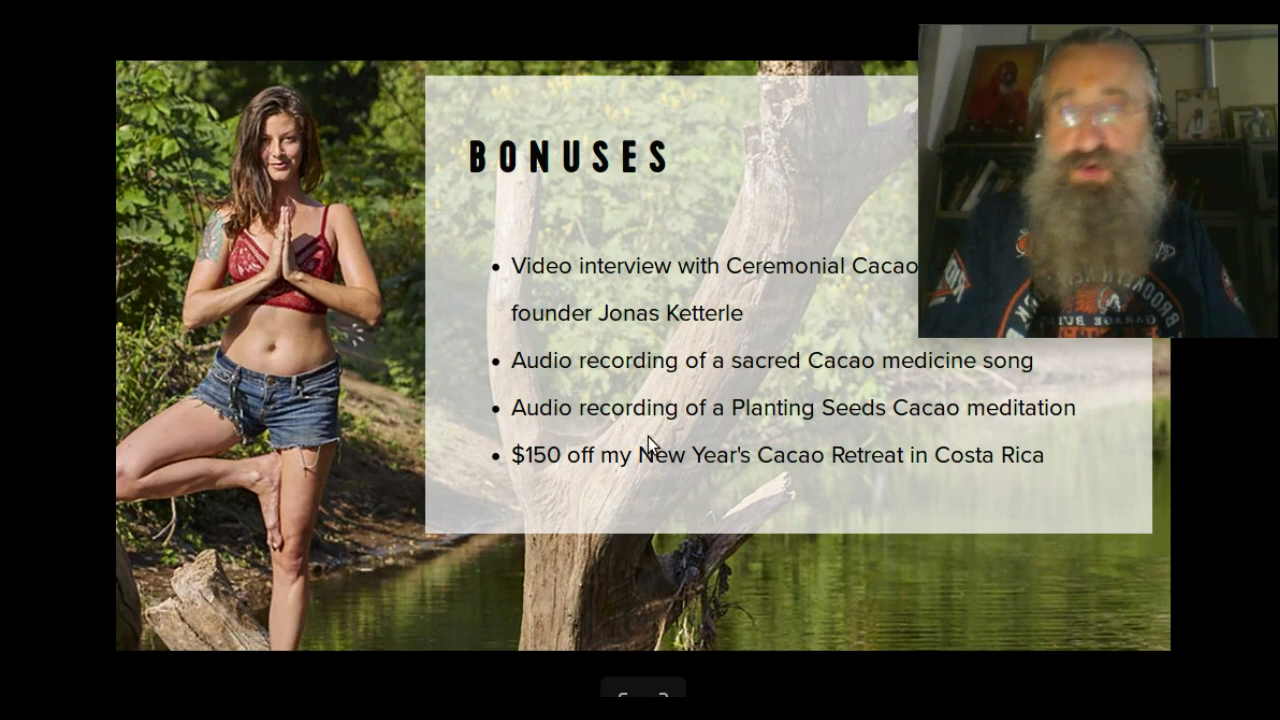 BONUSES
• Video interview with Ceremonial Cacao
founder Jonas Ketterle
• Audio recording of a sacred Cacao medicine song
• Audio recording of a Planting Seeds Cacao meditation
• $150 off my New Year's Cacao Retreat in Costa Rica